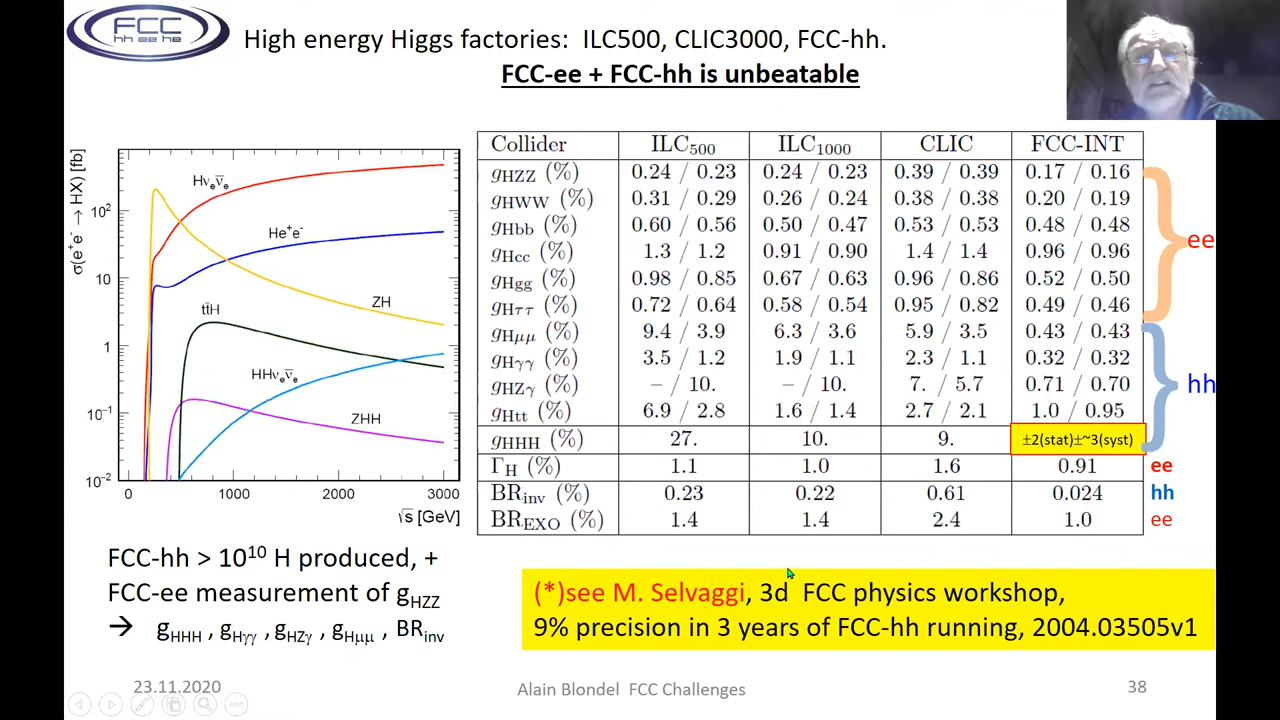 FCC
hh ee he
High energy Higgs factories: ILC500, CLIC3000, FCC-hh.
FCC-ee + FCC-hh is unbeatable
σ(e⁺e⁻ → HX) [fb]
10²
10
1
10⁻¹
10⁻²
Hνₑν̄ₑ
He⁺e⁻
ZH
tt̄H
HHνₑν̄ₑ
ZHH
0 1000 2000 3000
√s [GeV]
Collider ILC₅₀₀ ILC₁₀₀₀ CLIC FCC-INT
gHZZ (%) 0.24 / 0.23 0.24 / 0.23 0.39 / 0.39 0.17 / 0.16
gHWW (%) 0.31 / 0.29 0.26 / 0.24 0.38 / 0.38 0.20 / 0.19
gHbb (%) 0.60 / 0.56 0.50 / 0.47 0.53 / 0.53 0.48 / 0.48
gHcc (%) 1.3 / 1.2 0.91 / 0.90 1.4 / 1.4 0.96 / 0.96
gHgg (%) 0.98 / 0.85 0.67 / 0.63 0.96 / 0.86 0.52 / 0.50
gHττ (%) 0.72 / 0.64 0.58 / 0.54 0.95 / 0.82 0.49 / 0.46
gHμμ (%) 9.4 / 3.9 6.3 / 3.6 5.9 / 3.5 0.43 / 0.43
gHγγ (%) 3.5 / 1.2 1.9 / 1.1 2.3 / 1.1 0.32 / 0.32
gHZγ (%) – / 10. – / 10. 7. / 5.7 0.71 / 0.70
gHtt (%) 6.9 / 2.8 1.6 / 1.4 2.7 / 2.1 1.0 / 0.95
gHHH (%) 27. 10. 9. ±2(stat)±~3(syst)
ΓH (%) 1.1 1.0 1.6 0.91 ee
BRinv (%) 0.23 0.22 0.61 0.024 hh
BREXO (%) 1.4 1.4 2.4 1.0 ee
ee
hh
FCC-hh > 10¹⁰ H produced, +
FCC-ee measurement of gHZZ
→ gHHH , gHγγ , gHZγ , gHμμ , BRinv
(*)see M. Selvaggi, 3d FCC physics workshop,
9% precision in 3 years of FCC-hh running, 2004.03505v1
23.11.2020 Alain Blondel FCC Challenges 38